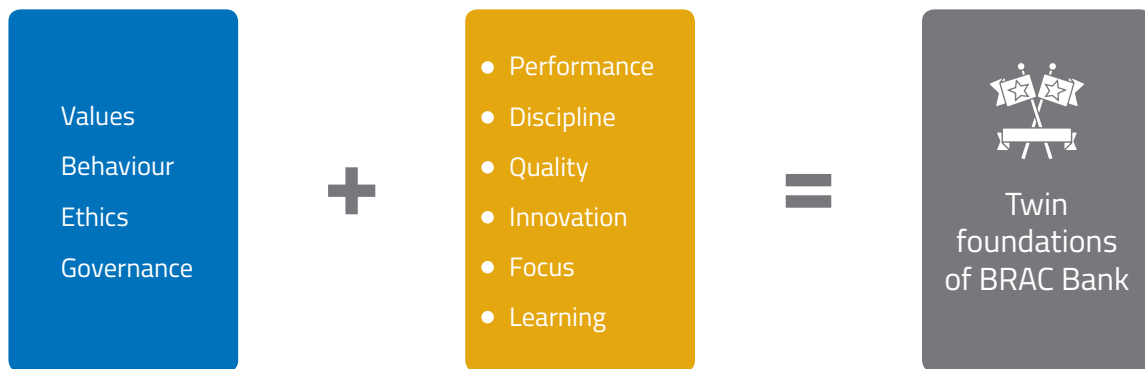 Values
Behaviour
Ethics
Governance
+
• Performance
• Discipline
• Quality
• Innovation
• Focus
• Learning
=
Twin
foundations
of BRAC Bank